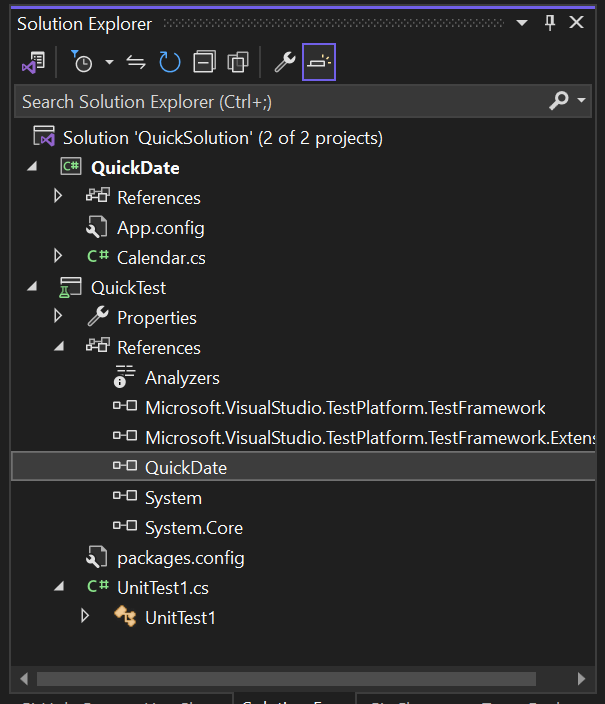 Solution Explorer
Search Solution Explorer (Ctrl+;)
Solution 'QuickSolution' (2 of 2 projects)
C# QuickDate
References
App.config
C# Calendar.cs
QuickTest
Properties
References
Analyzers
Microsoft.VisualStudio.TestPlatform.TestFramework
Microsoft.VisualStudio.TestPlatform.TestFramework.Extens
QuickDate
System
System.Core
packages.config
C# UnitTest1.cs
UnitTest1